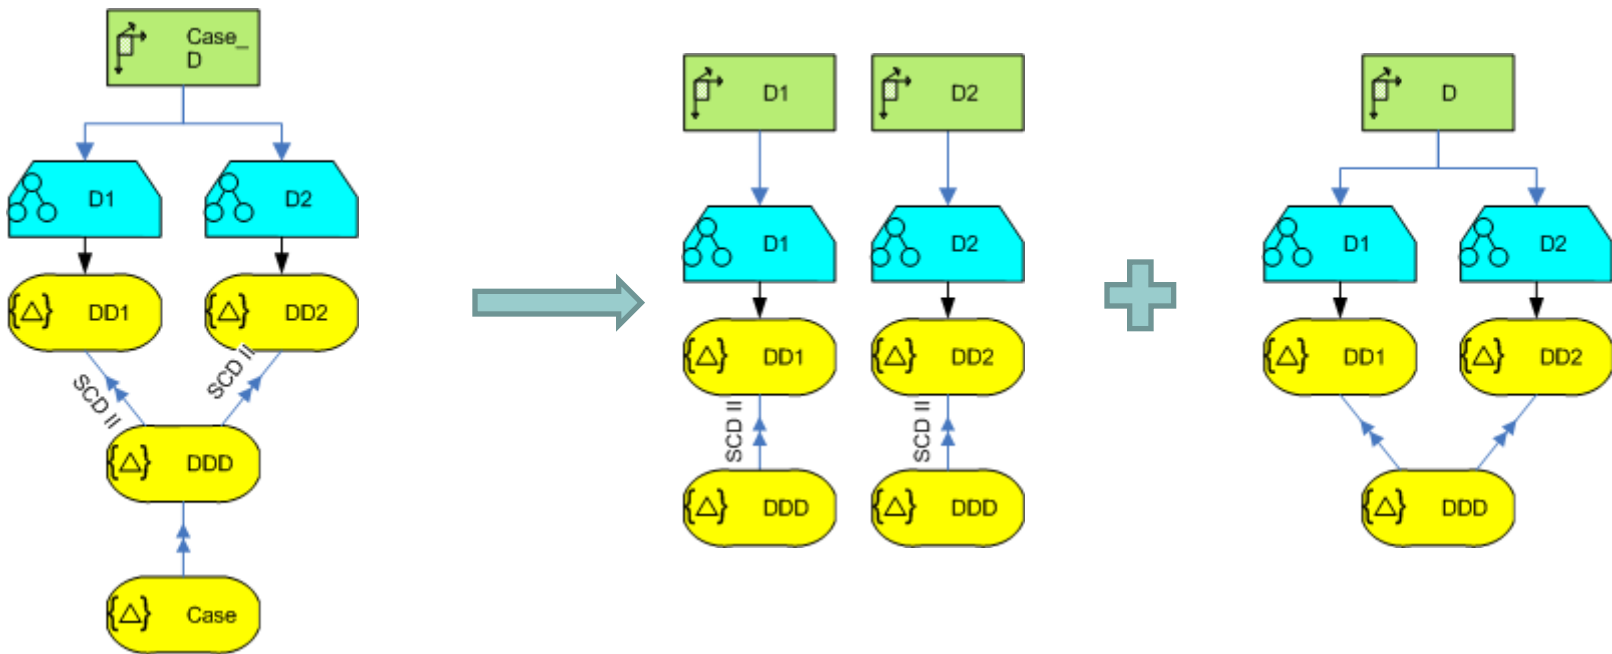 Case_
D
D1
D2
DD1
DD2
SCD II
SCD II
DDD
Case
D1
D2
D1
D2
DD1
DD2
SCD II
SCD II
DDD
DDD
D
D1
D2
DD1
DD2
DDD